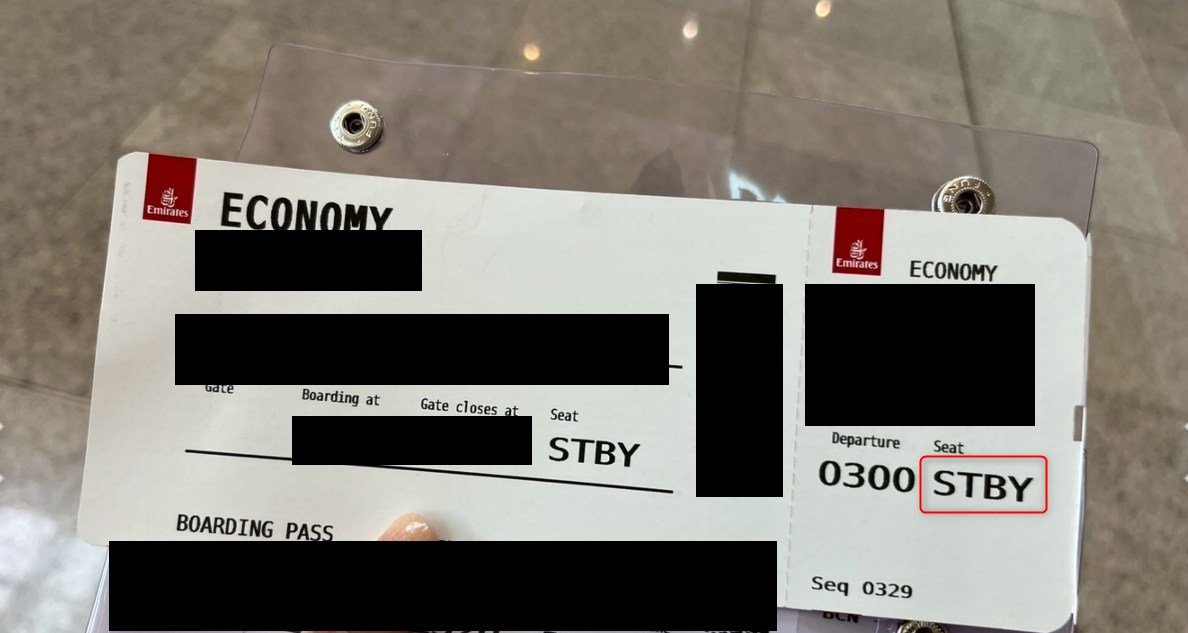 Emirates
ECONOMY
Gate Boarding at Gate closes at Seat
STBY
BOARDING PASS
Emirates
ECONOMY
Departure Seat
0300 STBY
Seq 0329
BCN